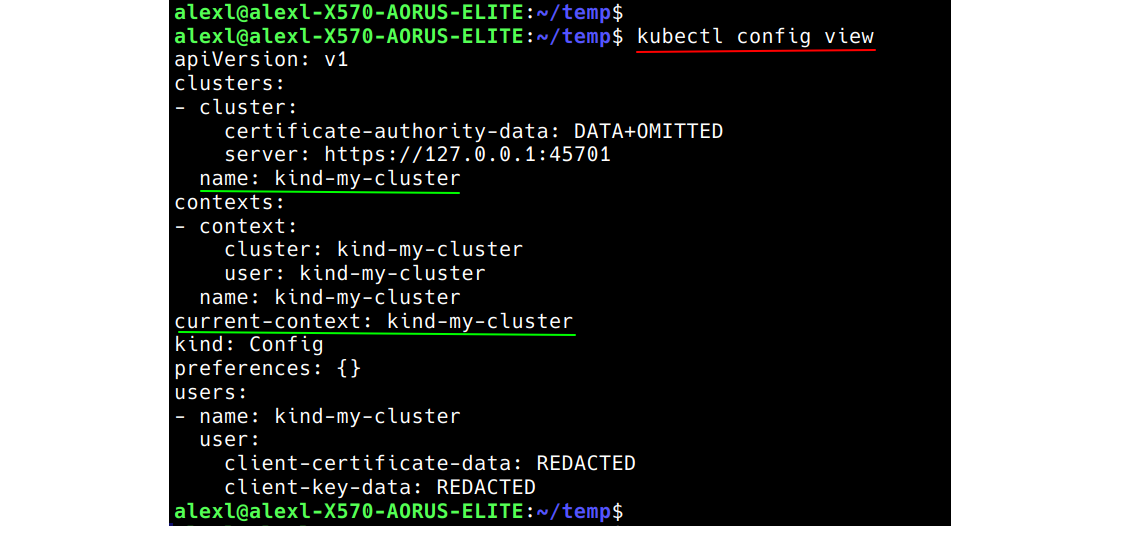 alexl@alexl-X570-AORUS-ELITE:~/temp$
alexl@alexl-X570-AORUS-ELITE:~/temp$ kubectl config view
apiVersion: v1
clusters:
- cluster:
    certificate-authority-data: DATA+OMITTED
    server: https://127.0.0.1:45701
  name: kind-my-cluster
contexts:
- context:
    cluster: kind-my-cluster
    user: kind-my-cluster
  name: kind-my-cluster
current-context: kind-my-cluster
kind: Config
preferences: {}
users:
- name: kind-my-cluster
  user:
    client-certificate-data: REDACTED
    client-key-data: REDACTED
alexl@alexl-X570-AORUS-ELITE:~/temp$